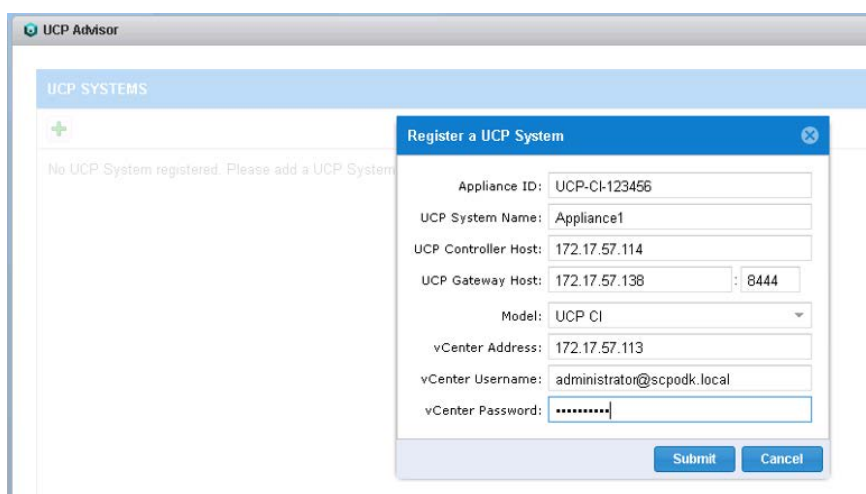 UCP Advisor
UCP SYSTEMS
No UCP System registered. Please add a UCP System
Register a UCP System
Appliance ID: UCP-CI-123456
UCP System Name: Appliance1
UCP Controller Host: 172.17.57.114
UCP Gateway Host: 172.17.57.138 : 8444
Model: UCP CI
vCenter Address: 172.17.57.113
vCenter Username: administrator@scpodk.local
vCenter Password: ••••••••••
Submit Cancel